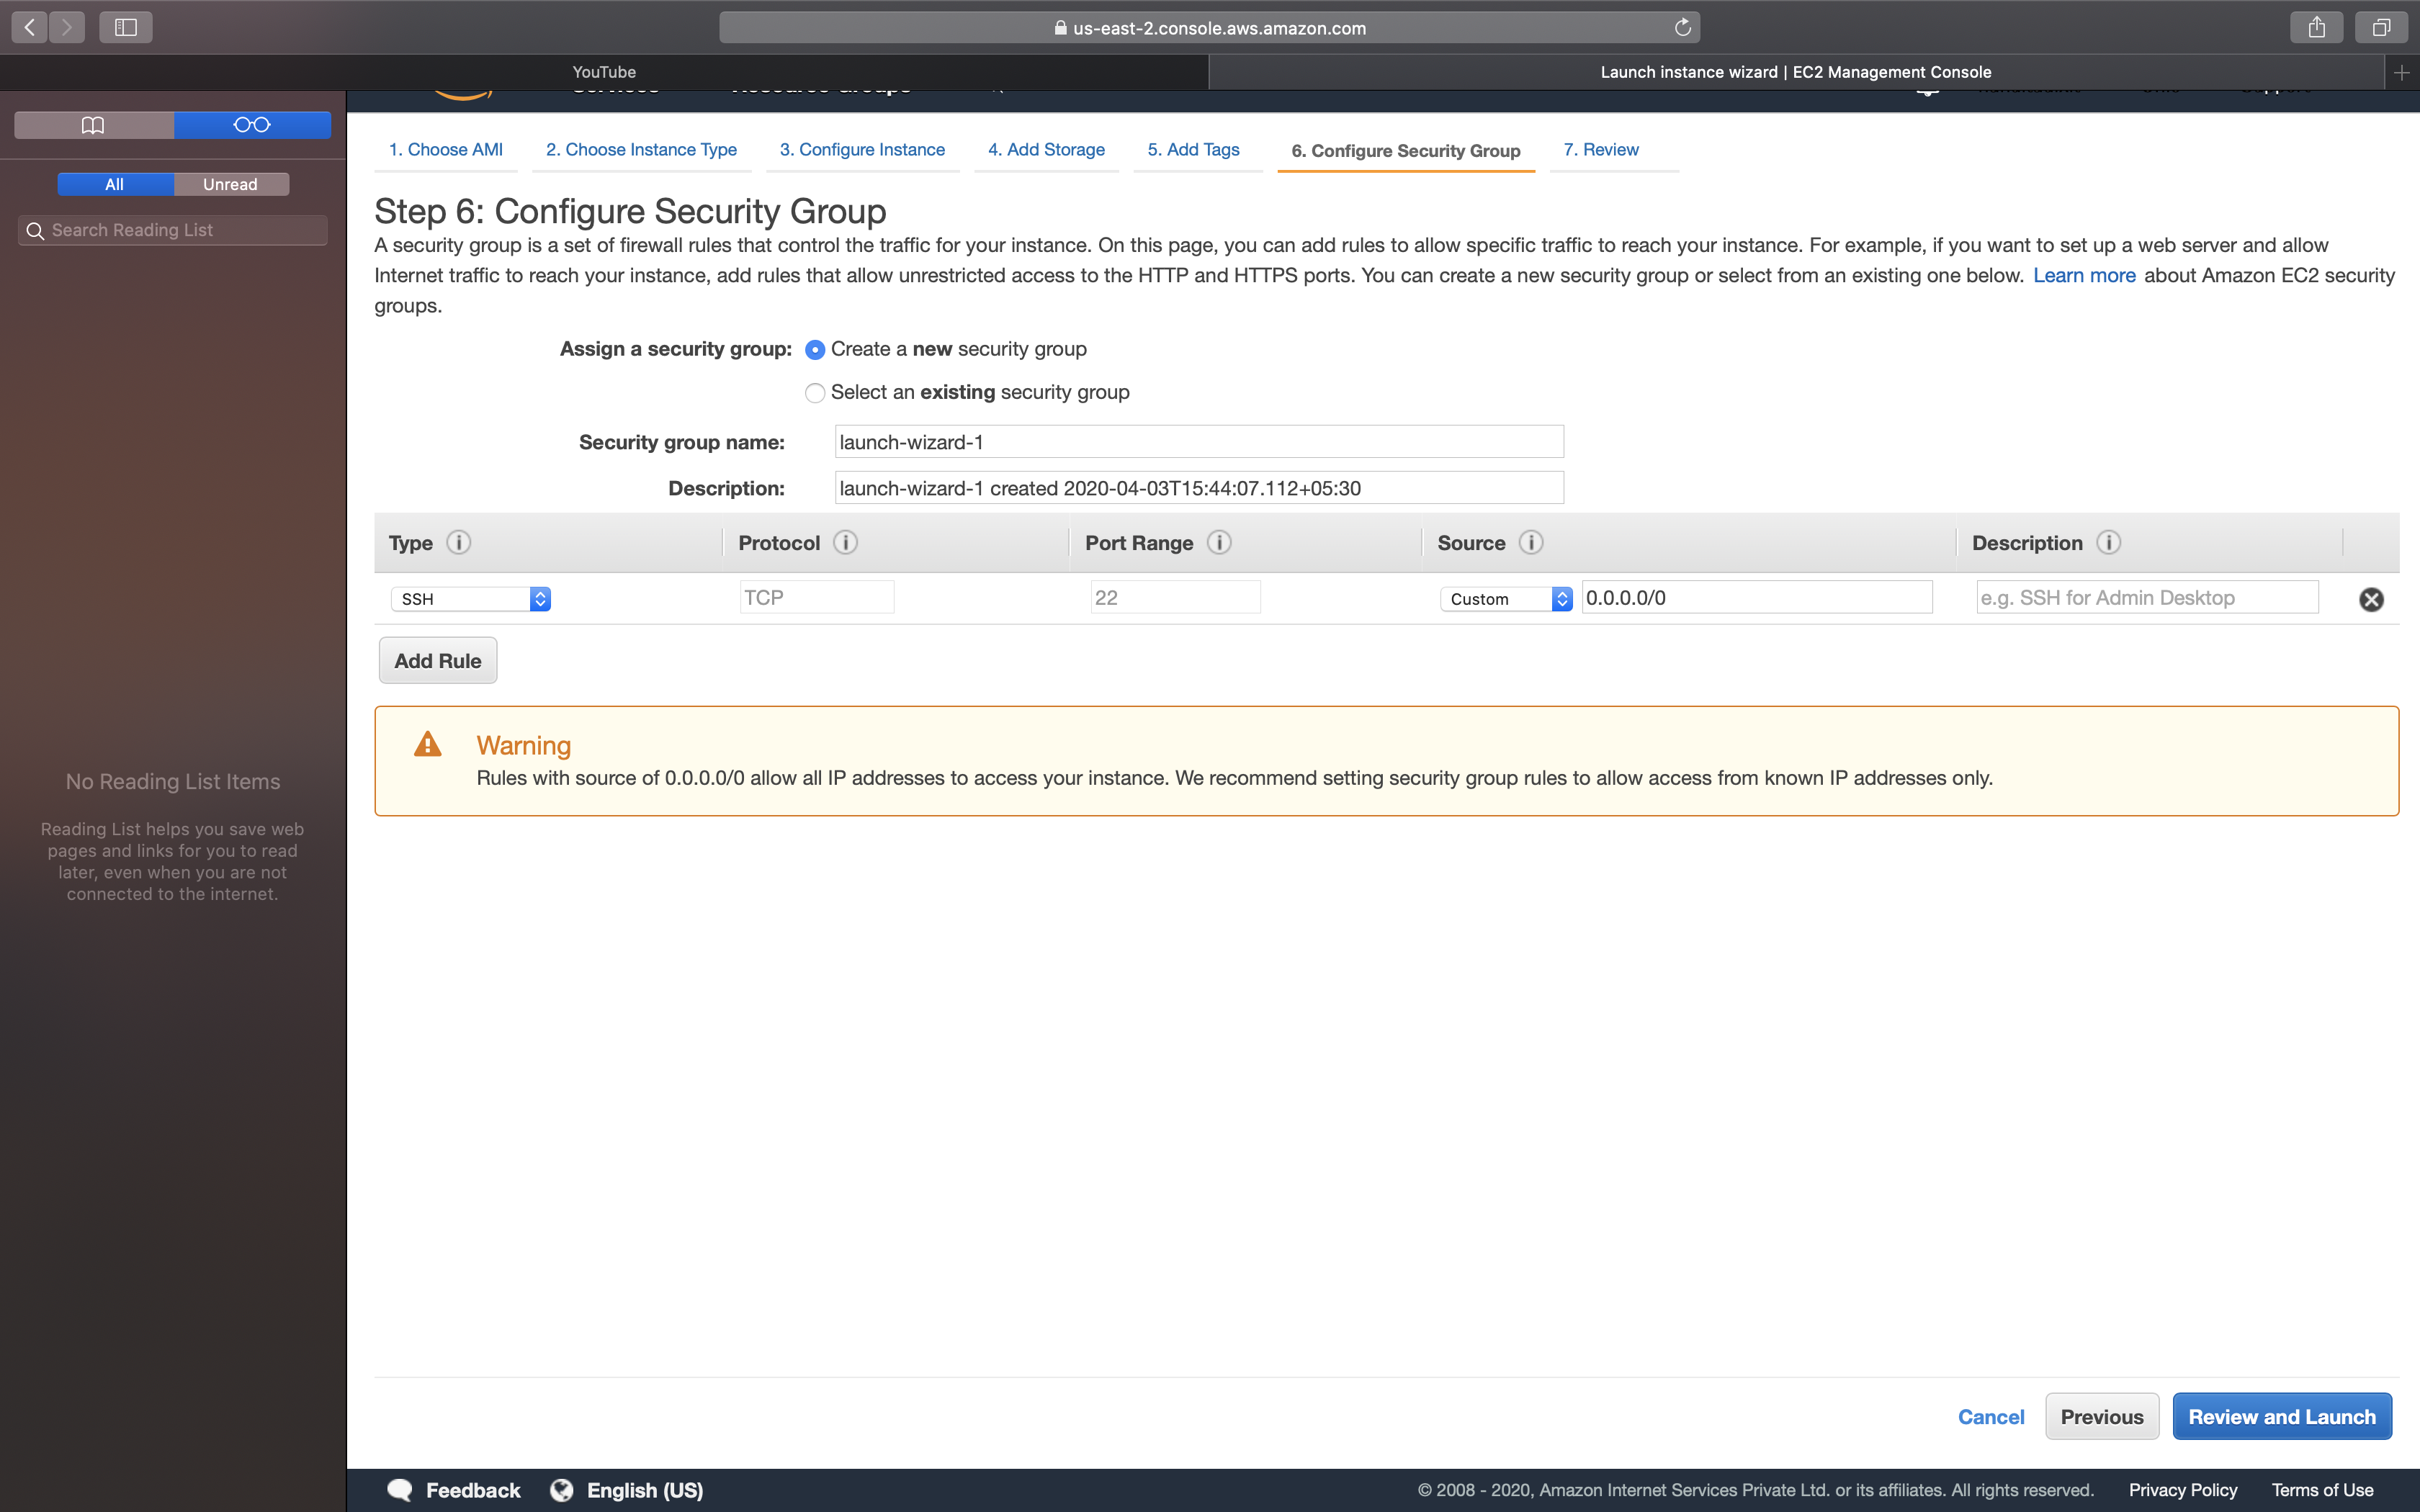 us-east-2.console.aws.amazon.com
YouTube
Launch instance wizard | EC2 Management Console
All
Unread
Search Reading List
No Reading List Items
Reading List helps you save web
pages and links for you to read
later, even when you are not
connected to the internet.
1. Choose AMI
2. Choose Instance Type
3. Configure Instance
4. Add Storage
5. Add Tags
6. Configure Security Group
7. Review
Step 6: Configure Security Group
A security group is a set of firewall rules that control the traffic for your instance. On this page, you can add rules to allow specific traffic to reach your instance. For example, if you want to set up a web server and allow
Internet traffic to reach your instance, add rules that allow unrestricted access to the HTTP and HTTPS ports. You can create a new security group or select from an existing one below. Learn more about Amazon EC2 security
groups.
Assign a security group:
Create a new security group
Select an existing security group
Security group name:
launch-wizard-1
Description:
launch-wizard-1 created 2020-04-03T15:44:07.112+05:30
Type
Protocol
Port Range
Source
Description
SSH
TCP
22
Custom
0.0.0.0/0
e.g. SSH for Admin Desktop
Add Rule
Warning
Rules with source of 0.0.0.0/0 allow all IP addresses to access your instance. We recommend setting security group rules to allow access from known IP addresses only.
Cancel
Previous
Review and Launch
Feedback
English (US)
© 2008 - 2020, Amazon Internet Services Private Ltd. or its affiliates. All rights reserved.
Privacy Policy
Terms of Use